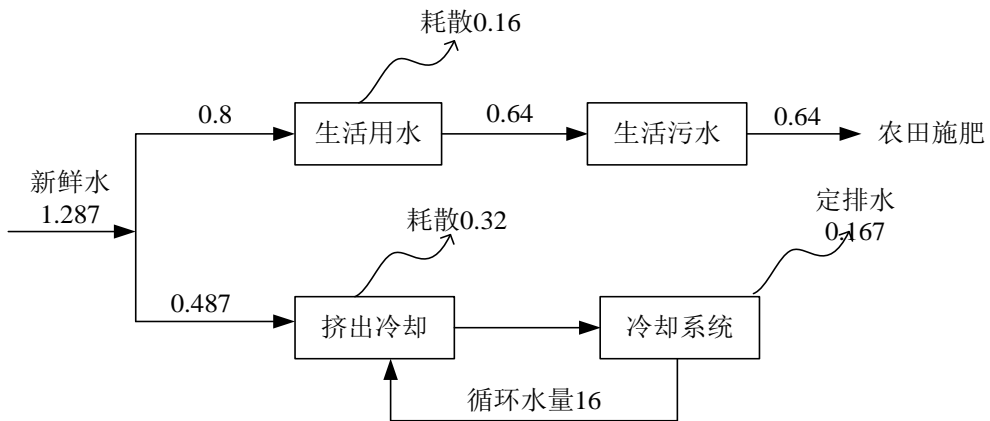 耗散0.16
0.8
生活用水
0.64
生活污水
0.64
农田施肥
新鲜水
1.287
耗散0.32
定排水
0.167
0.487
挤出冷却
冷却系统
循环水量16